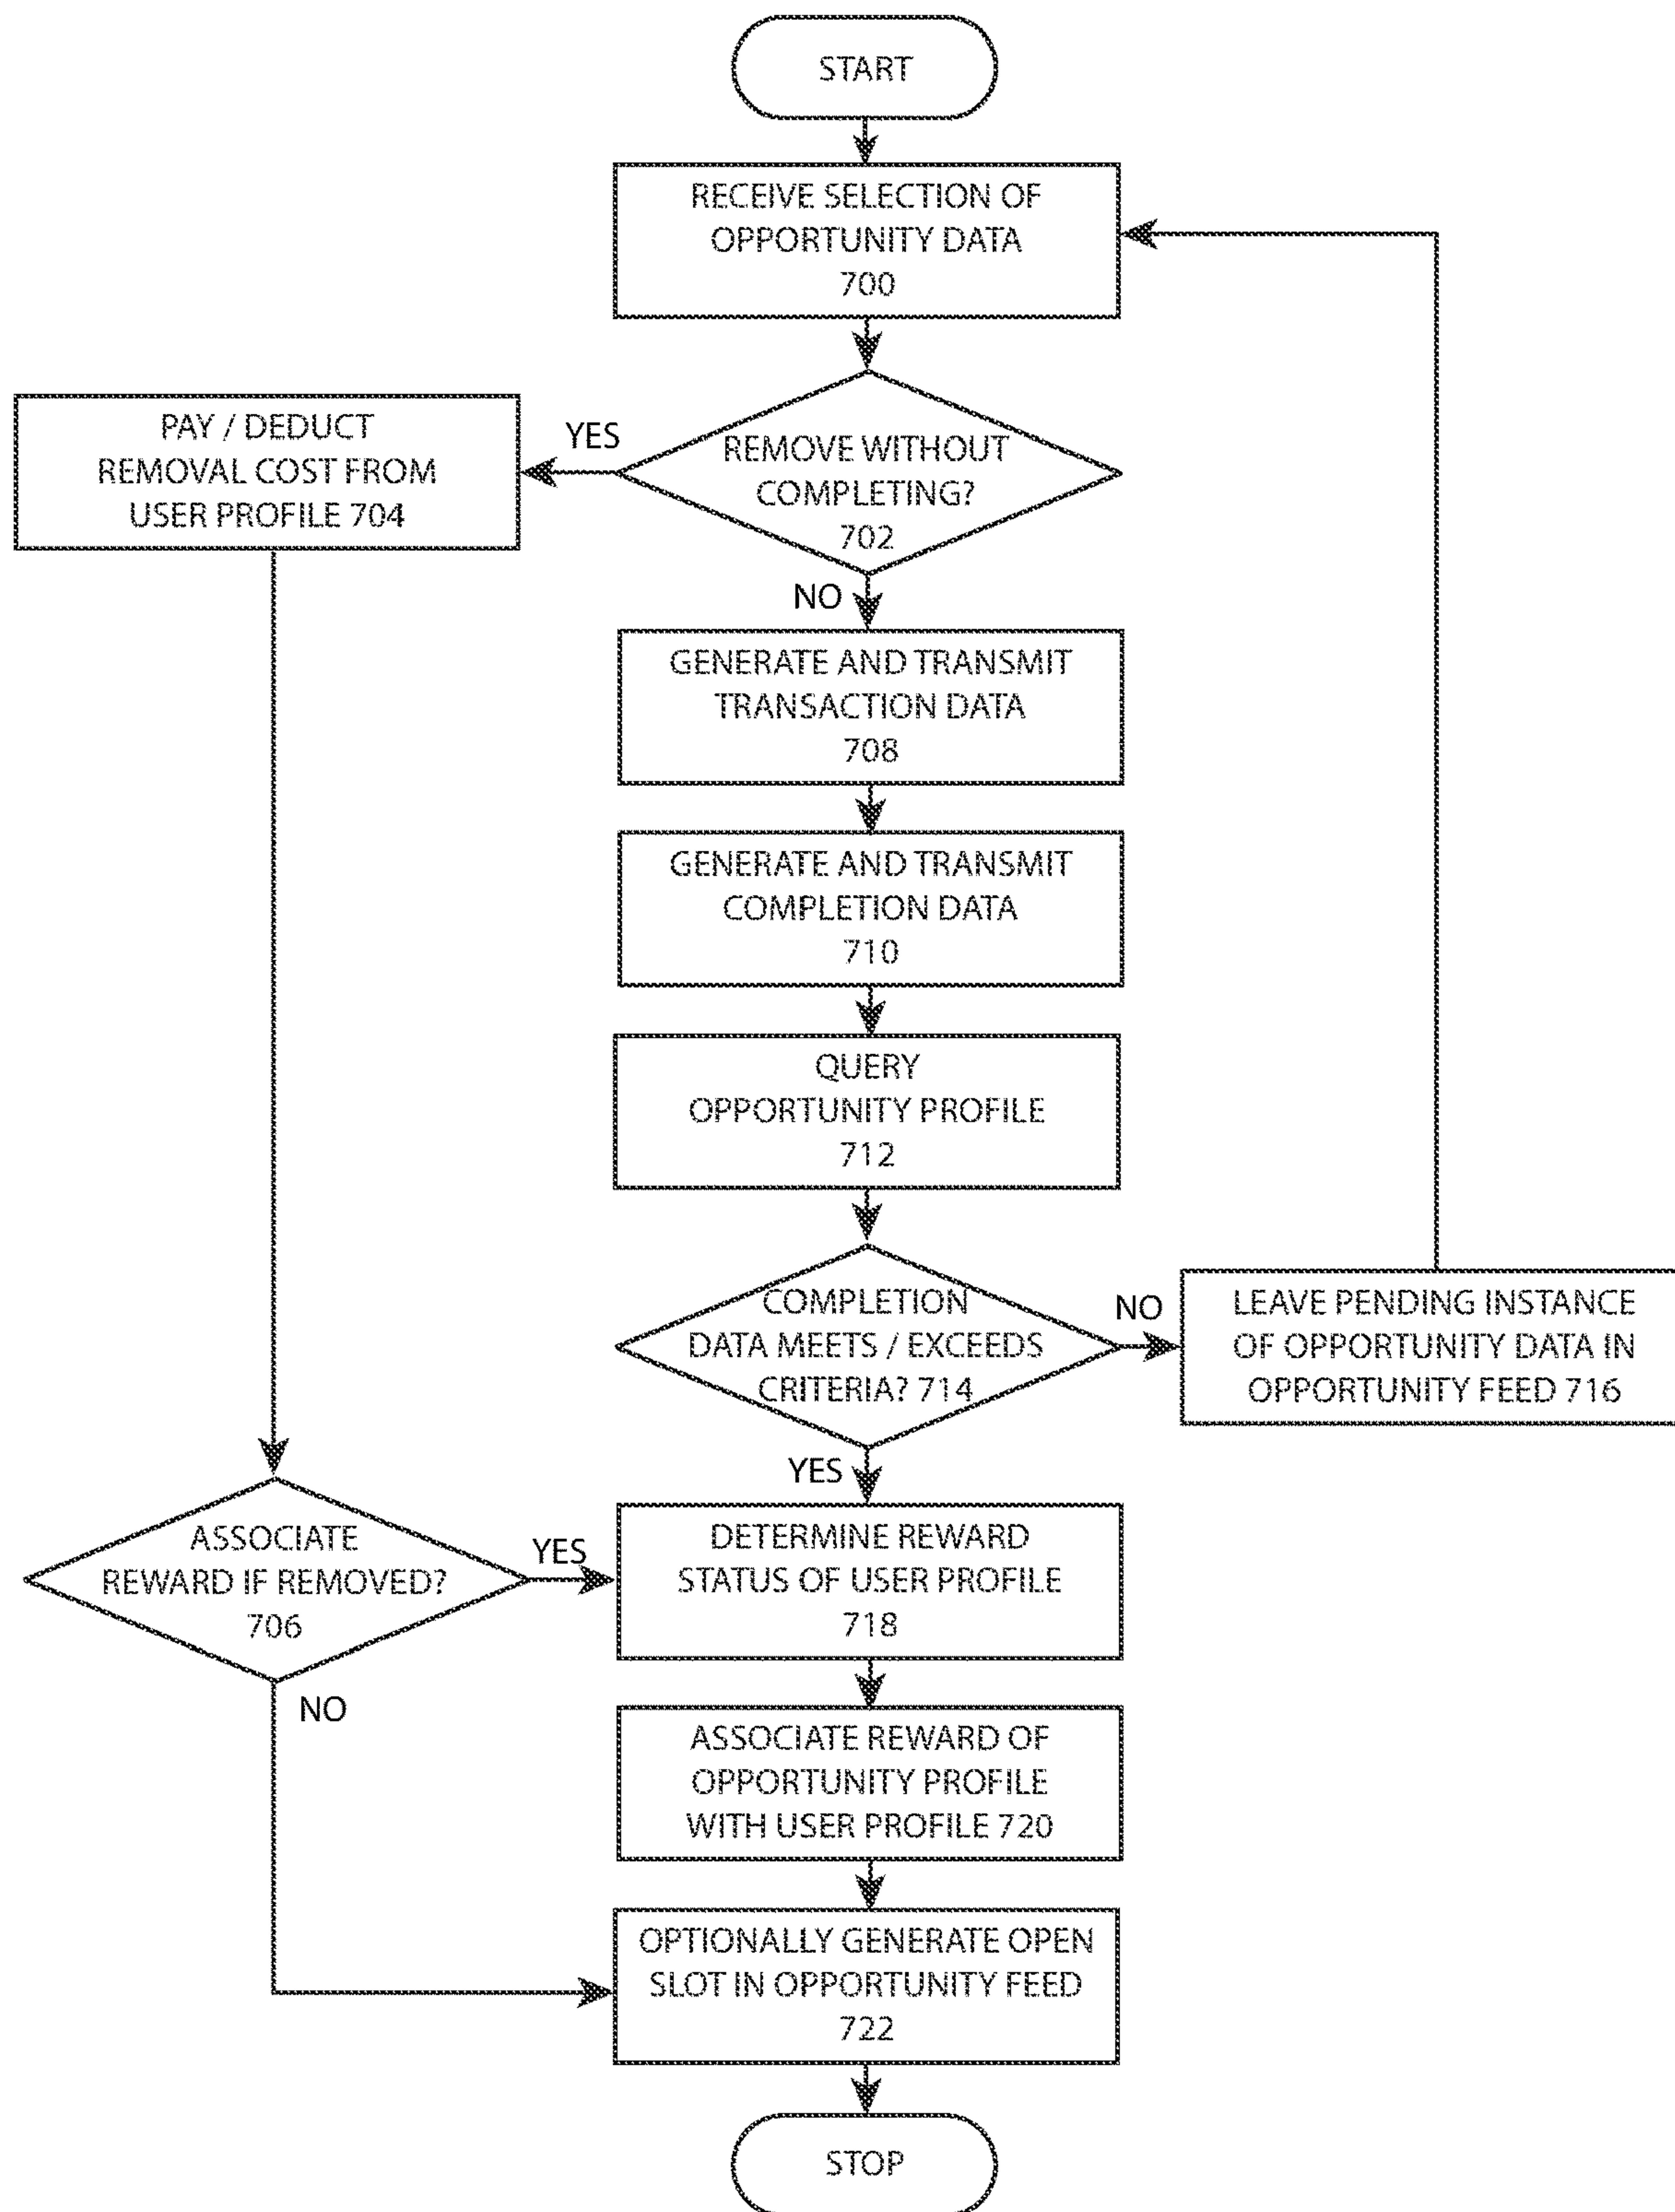 START
RECEIVE SELECTION OF
OPPORTUNITY DATA
700
PAY / DEDUCT
REMOVAL COST FROM
USER PROFILE 704
YES
REMOVE WITHOUT
COMPLETING?
702
NO
GENERATE AND TRANSMIT
TRANSACTION DATA
708
GENERATE AND TRANSMIT
COMPLETION DATA
710
QUERY
OPPORTUNITY PROFILE
712
COMPLETION
DATA MEETS / EXCEEDS
CRITERIA? 714
NO
LEAVE PENDING INSTANCE
OF OPPORTUNITY DATA IN
OPPORTUNITY FEED 716
YES
ASSOCIATE
REWARD IF REMOVED?
706
YES
NO
DETERMINE REWARD
STATUS OF USER PROFILE
718
ASSOCIATE REWARD OF
OPPORTUNITY PROFILE
WITH USER PROFILE 720
OPTIONALLY GENERATE OPEN
SLOT IN OPPORTUNITY FEED
722
STOP